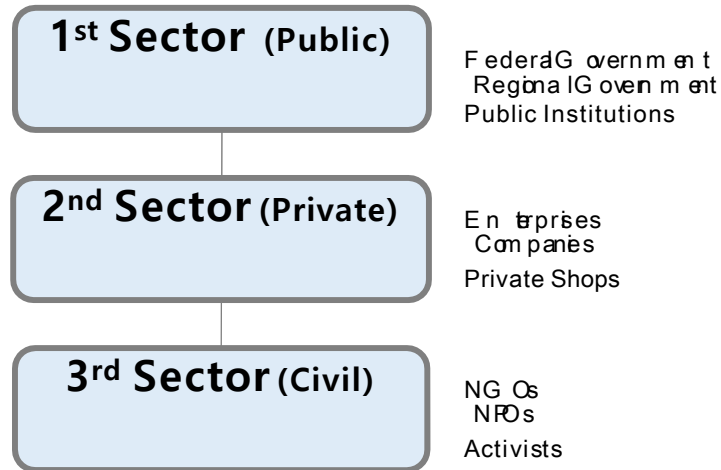 1st Sector (Public)
Federal Government
Regional Government
Public Institutions
2nd Sector (Private)
Enterprises
Companies
Private Shops
3rd Sector (Civil)
NGOs
NPOs
Activists